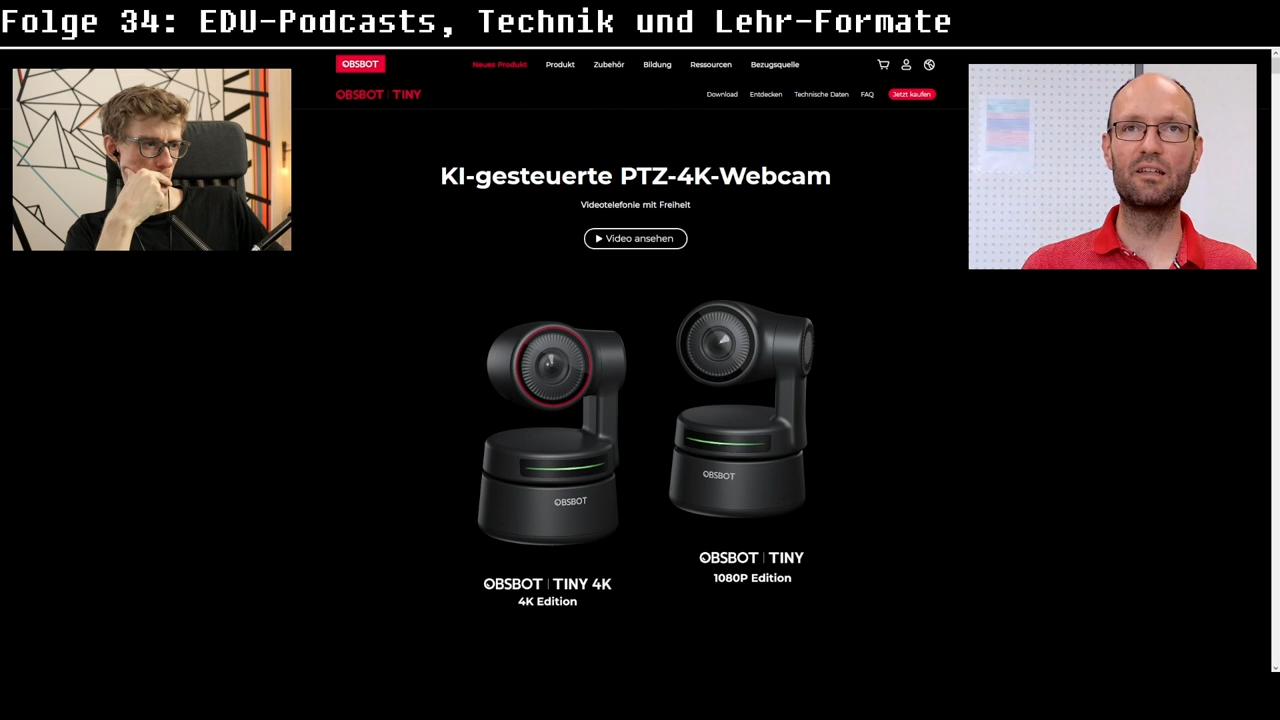 Folge 34: EDU-Podcasts, Technik und Lehr-Formate
OBSBOT
Neues Produkt Produkt Zubehör Bildung Ressourcen Bezugsquelle
OBSBOT | TINY
Download Entdecken Technische Daten FAQ Jetzt kaufen
KI-gesteuerte PTZ-4K-Webcam
Videotelefonie mit Freiheit
Video ansehen
OBSBOT
OBSBOT
OBSBOT | TINY
1080P Edition
OBSBOT | TINY 4K
4K Edition